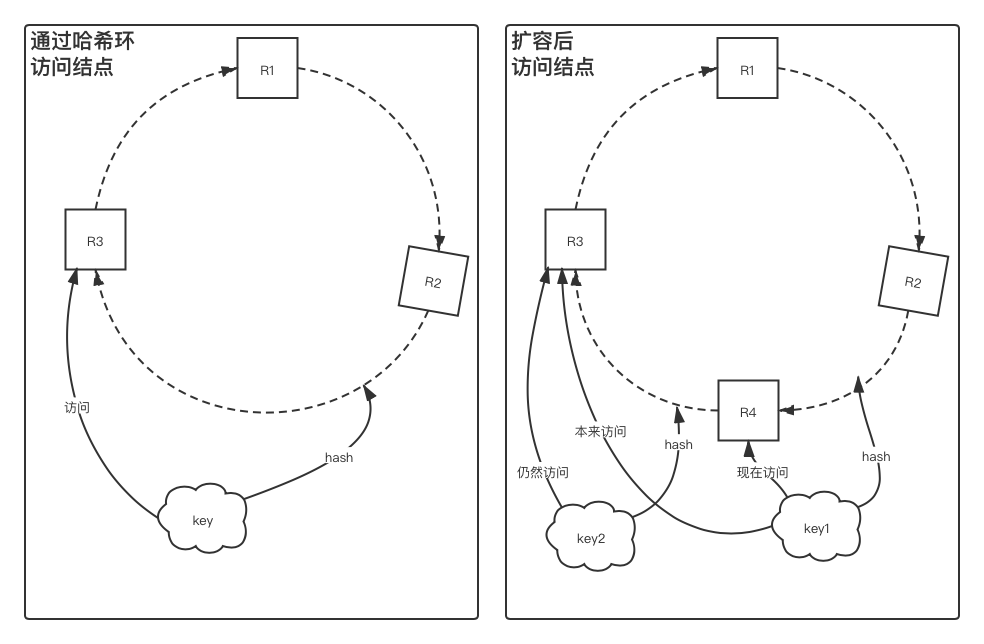 通过哈希环
访问结点
R1
R3
R2
访问
hash
key
扩容后
访问结点
R1
R3
R2
R4
本来访问
hash
仍然访问
现在访问
hash
key2
key1